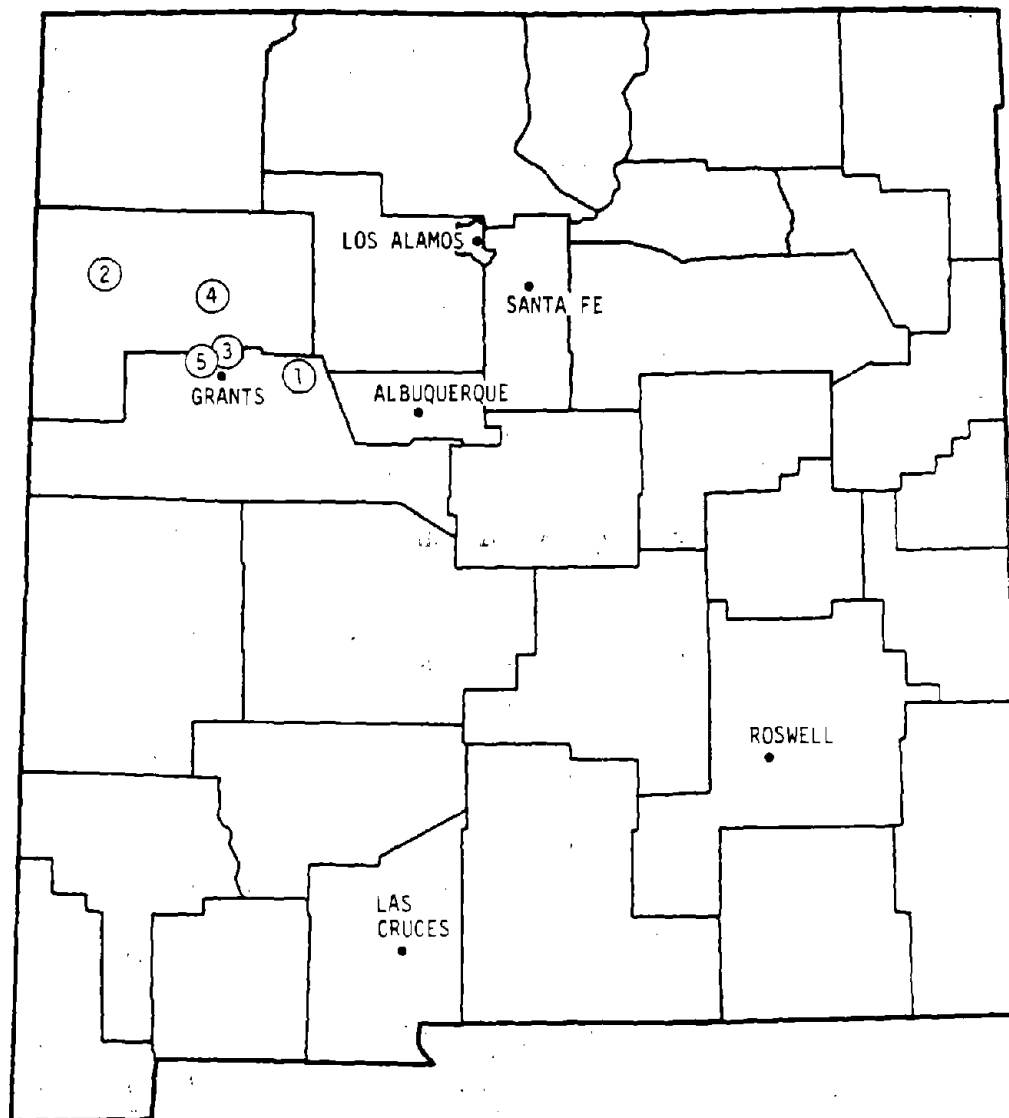 LOS ALAMOS
2
4
SANTA FE
3
5
1
GRANTS
ALBUQUERQUE
ROSWELL
LAS
CRUCES